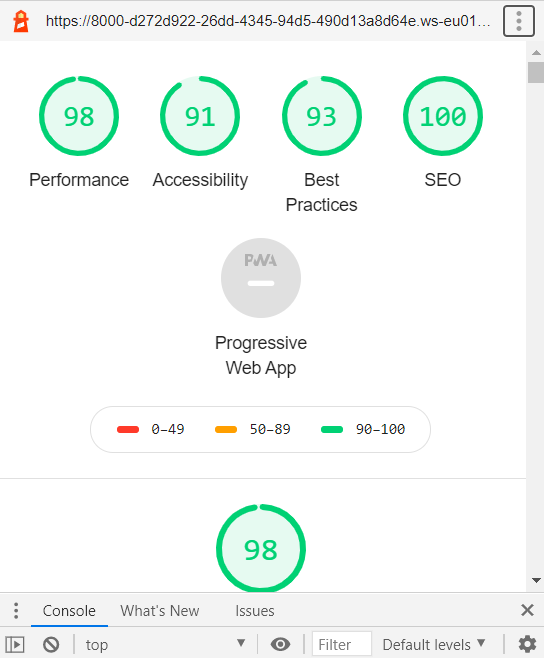 https://8000-d272d922-26dd-4345-94d5-490d13a8d64e.ws-eu01...
98 91 93 100
Performance Accessibility Best Practices SEO
PWA
Progressive
Web App
0–49 50–89 90–100
98
Console What's New Issues
top Filter Default levels